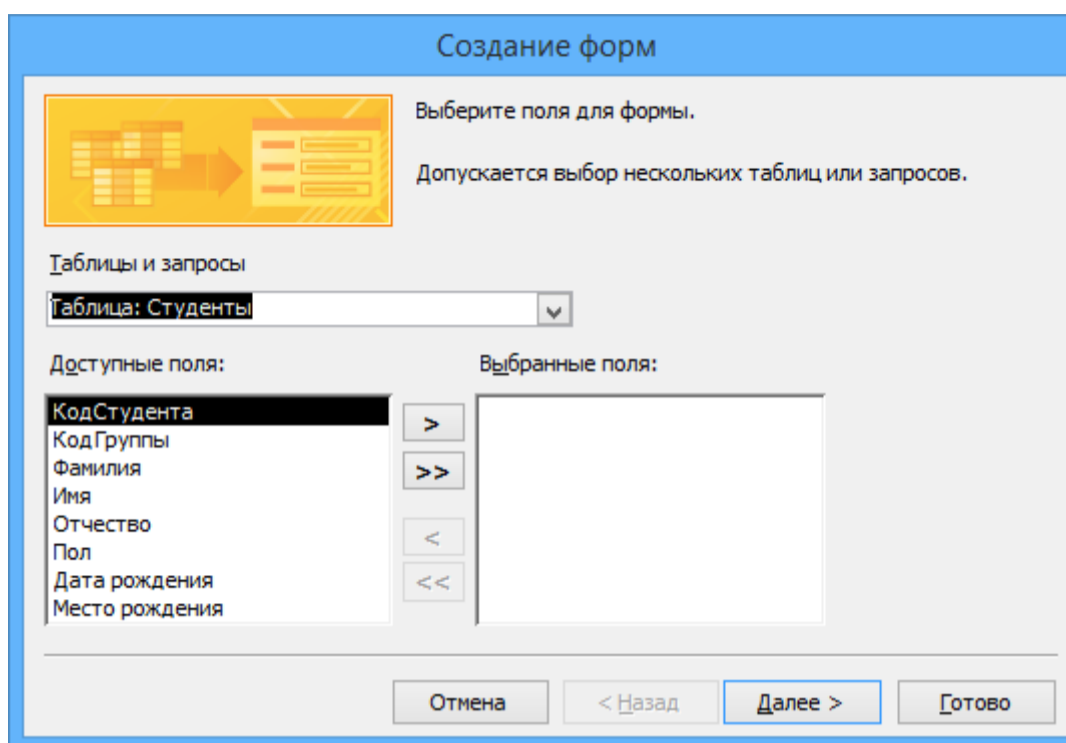 Создание форм
Выберите поля для формы.
Допускается выбор нескольких таблиц или запросов.
Таблицы и запросы
Таблица: Студенты
Доступные поля:
Выбранные поля:
КодСтудента
КодГруппы
Фамилия
Имя
Отчество
Пол
Дата рождения
Место рождения
>
>>
<
<<
Отмена
< Назад
Далее >
Готово